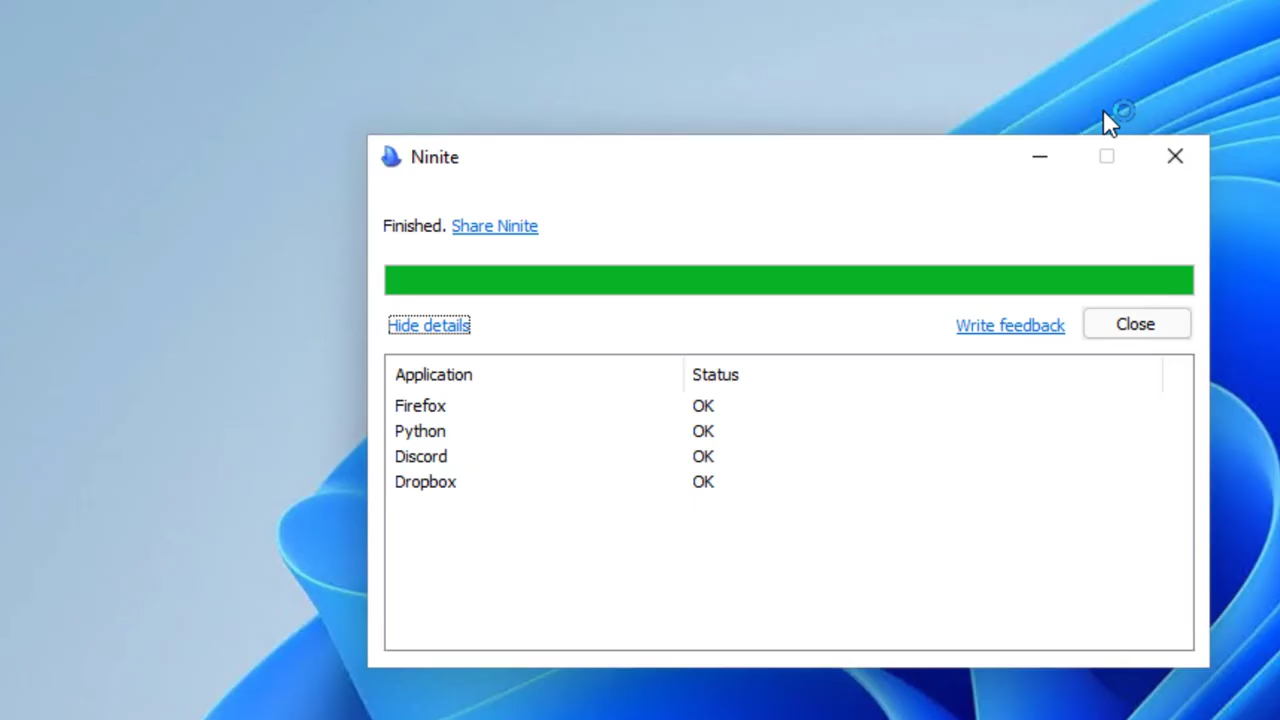 Ninite
Finished. Share Ninite
Hide details Write feedback Close
Application Status
Firefox OK
Python OK
Discord OK
Dropbox OK